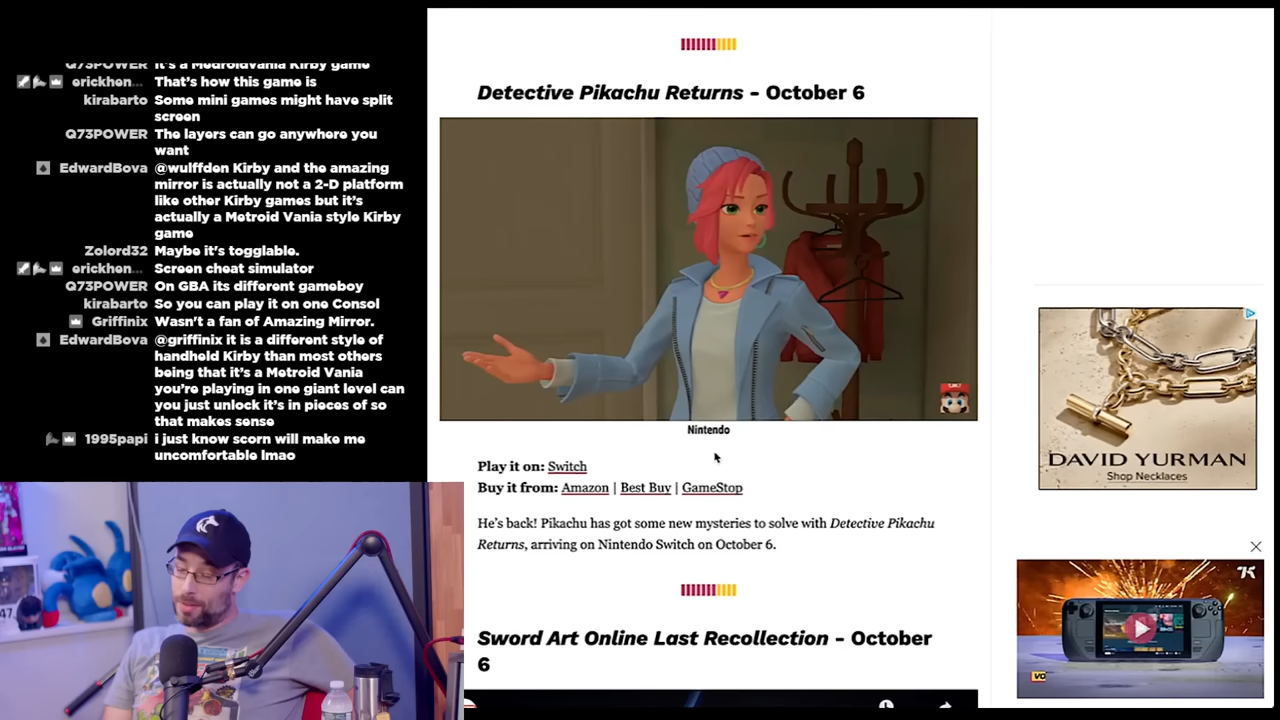 Q73POWER It's a Medroidvania Kirby game
erickhen... That's how this game is
kirabarto Some mini games might have split
screen
Q73POWER The layers can go anywhere you
want
EdwardBova @wulffden Kirby and the amazing
mirror is actually not a 2-D platform
like other Kirby games but it's
actually a Metroid Vania style Kirby
game
Zolord32 Maybe it's togglable.
erickhen... Screen cheat simulator
Q73POWER On GBA its different gameboy
kirabarto So you can play it on one Consol
Griffinix Wasn't a fan of Amazing Mirror.
EdwardBova @griffinix it is a different style of
handheld Kirby than most others
being that it's a Metroid Vania
you're playing in one giant level can
you just unlock it's in pieces of so
that makes sense
1995papi i just know scorn will make me
uncomfortable lmao
47
Detective Pikachu Returns - October 6
Nintendo
Play it on: Switch
Buy it from: Amazon | Best Buy | GameStop
He's back! Pikachu has got some new mysteries to solve with Detective Pikachu
Returns, arriving on Nintendo Switch on October 6.
Sword Art Online Last Recollection - October
6
DAVID YURMAN
Shop Necklaces